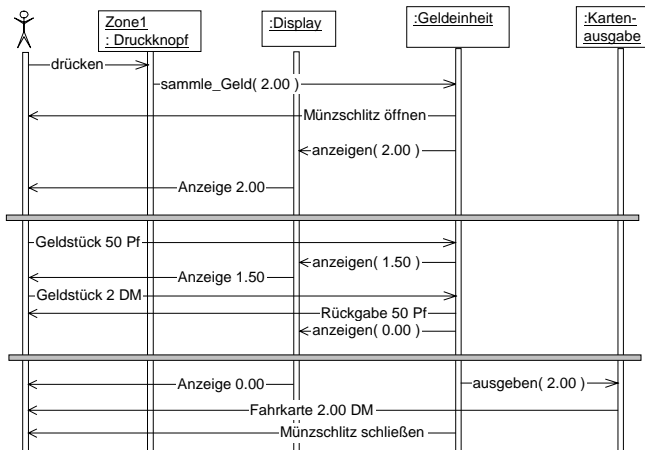 Zone1
: Druckknopf
:Display
:Geldeinheit
:Karten-
ausgabe
drücken
sammle_Geld( 2.00 )
Münzschlitz öffnen
anzeigen( 2.00 )
Anzeige 2.00
Geldstück 50 Pf
anzeigen( 1.50 )
Anzeige 1.50
Geldstück 2 DM
Rückgabe 50 Pf
anzeigen( 0.00 )
Anzeige 0.00
ausgeben( 2.00 )
Fahrkarte 2.00 DM
Münzschlitz schließen